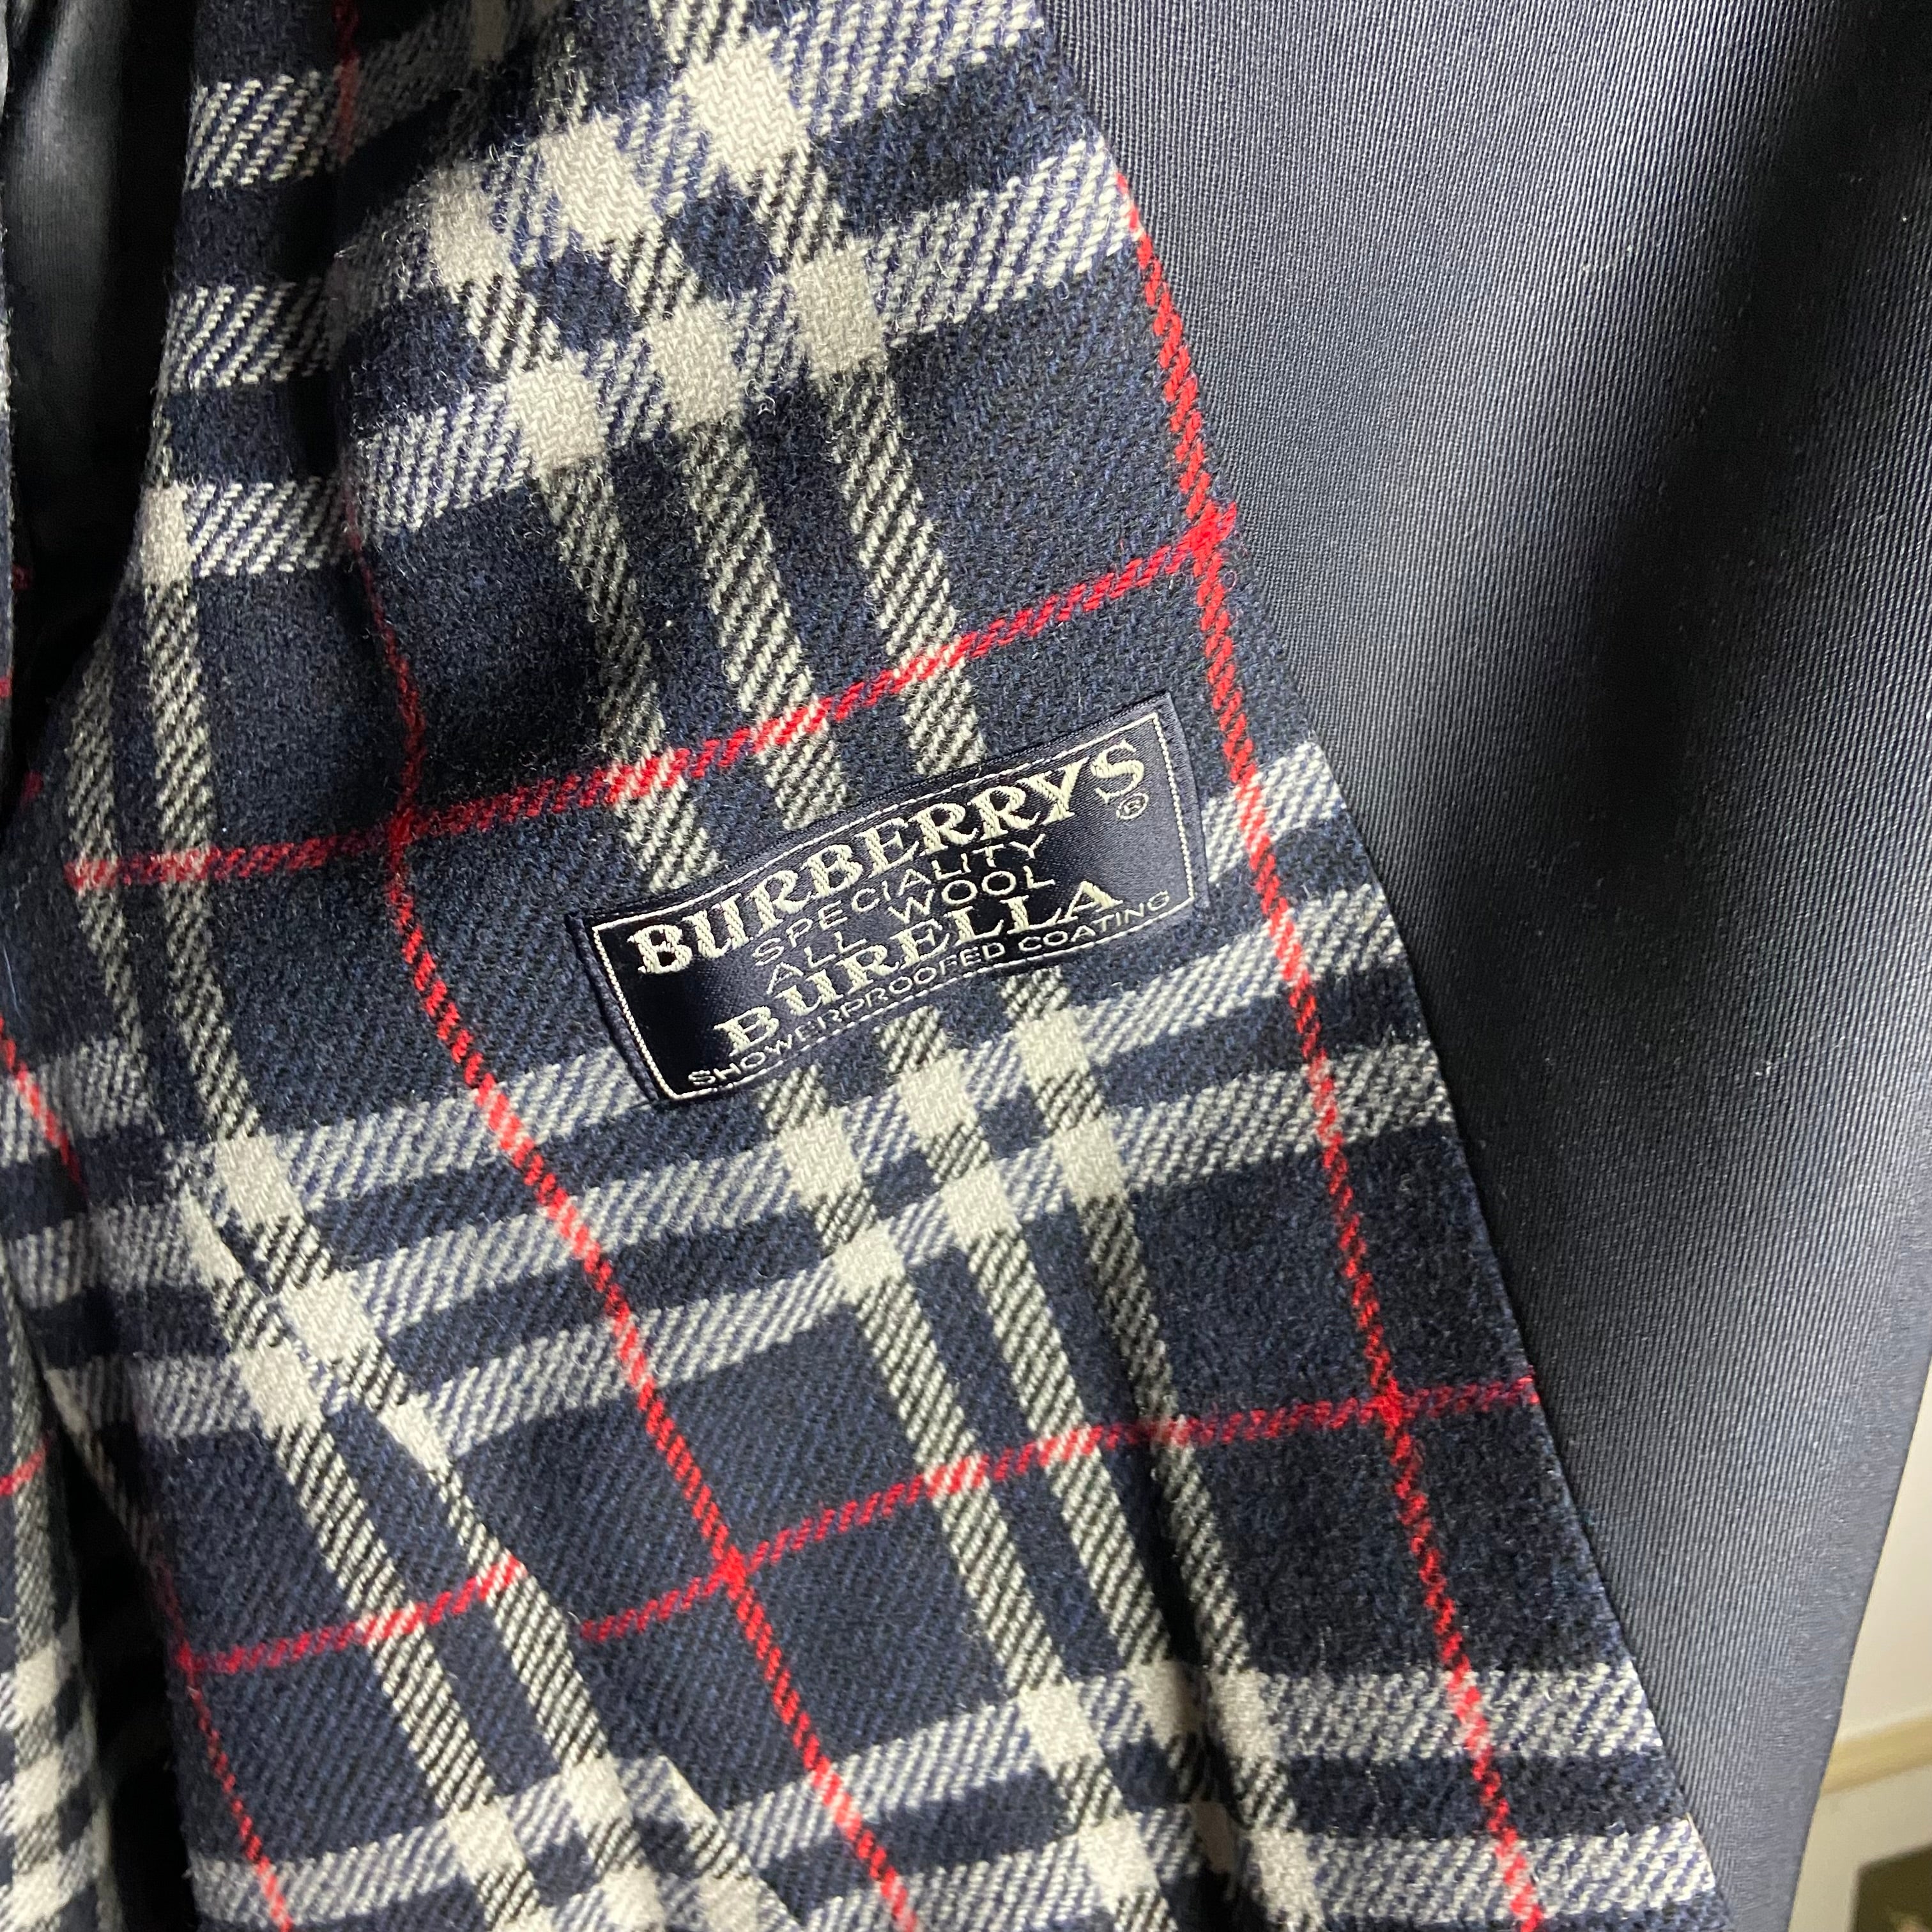 BURBERRYS®
SPECIALITY
ALL WOOL
BURELLA
SHOWERPROOFED COATING